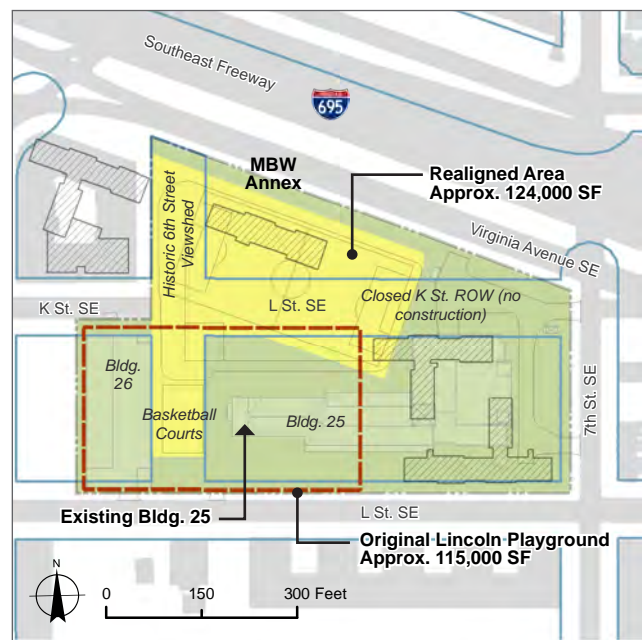 Southeast Freeway
INTERSTATE
695
MBW
Annex
Realigned Area
Approx. 124,000 SF
Historic 6th Street
Viewshed
Virginia Avenue SE
Closed K St. ROW (no
construction)
L St. SE
K St. SE
Bldg.
26
Basketball
Courts
Bldg. 25
7th St. SE
Existing Bldg. 25
L St. SE
Original Lincoln Playground
Approx. 115,000 SF
N
0 150 300 Feet